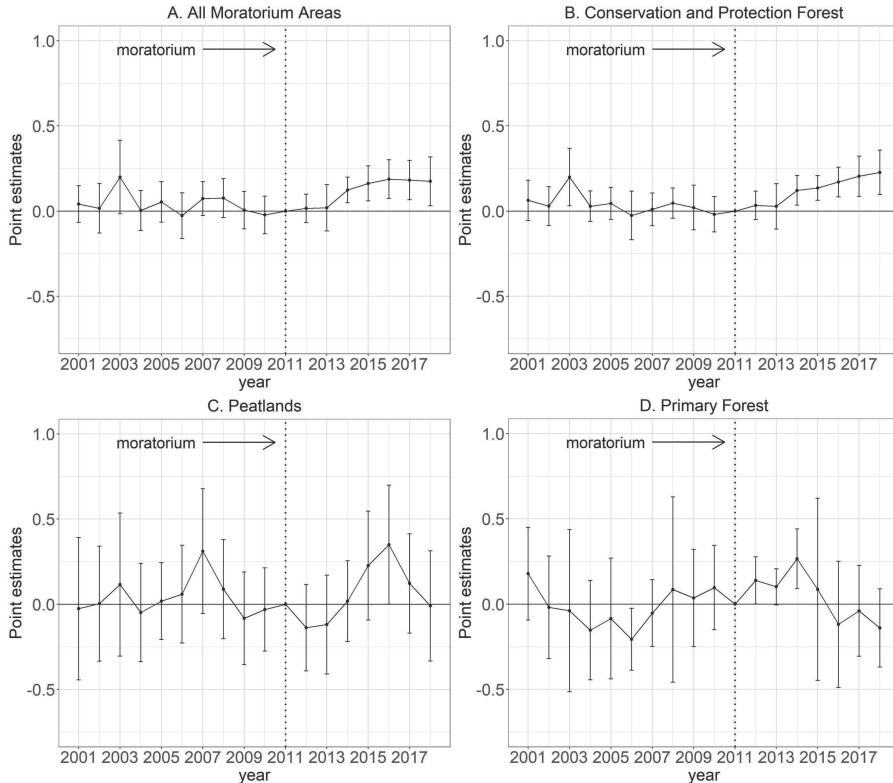 A. All Moratorium Areas
moratorium
1.0
0.5
0.0
-0.5
Point estimates
2001 2003 2005 2007 2009 2011 2013 2015 2017
year
B. Conservation and Protection Forest
moratorium
1.0
0.5
0.0
-0.5
Point estimates
2001 2003 2005 2007 2009 2011 2013 2015 2017
year
C. Peatlands
moratorium
1.0
0.5
0.0
-0.5
Point estimates
2001 2003 2005 2007 2009 2011 2013 2015 2017
year
D. Primary Forest
moratorium
1.0
0.5
0.0
-0.5
Point estimates
2001 2003 2005 2007 2009 2011 2013 2015 2017
year